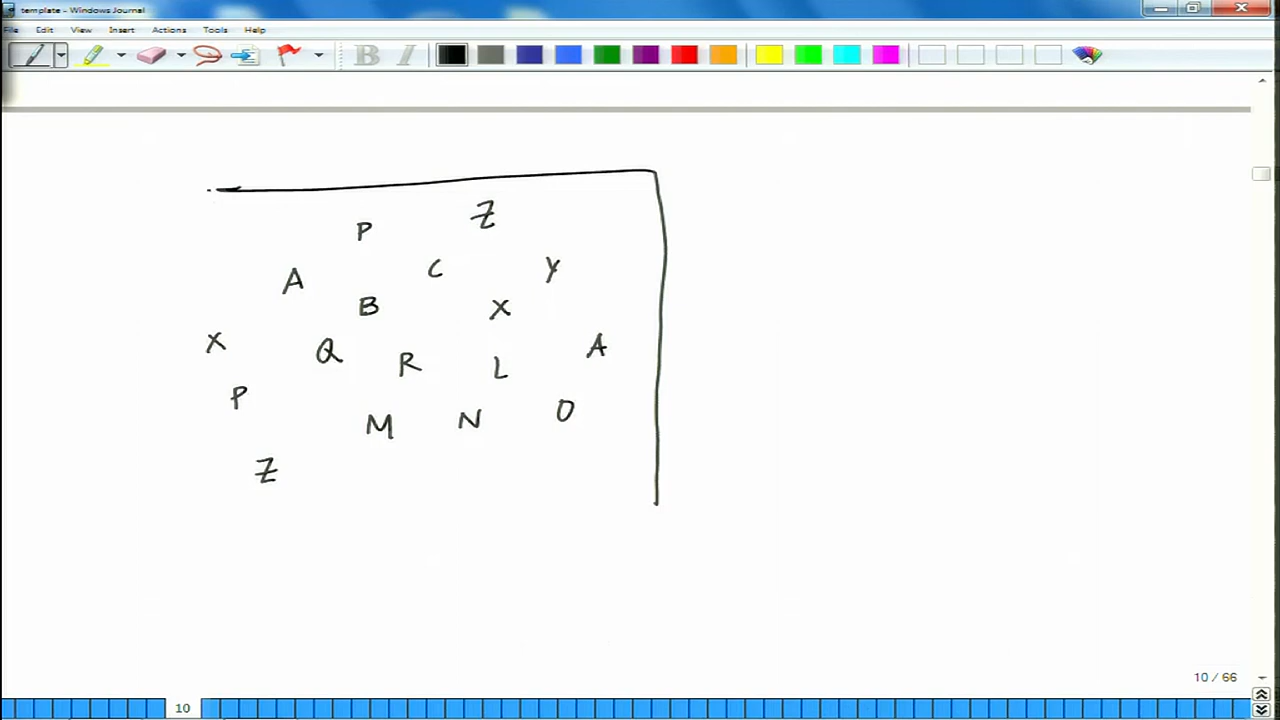 template - Windows Journal
File Edit View Insert Actions Tools Help
B I
P Z
A C Y
B X
X Q R L A
P M N O
Z
10 / 66
10